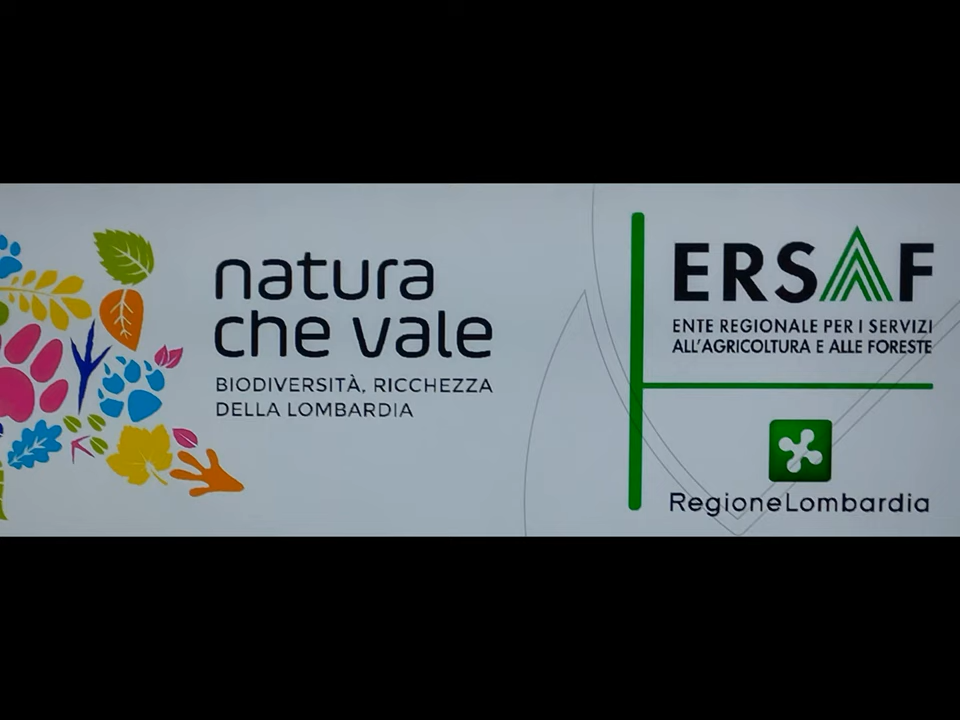 natura
che vale
BIODIVERSITÀ, RICCHEZZA
DELLA LOMBARDIA
ERSAF
ENTE REGIONALE PER I SERVIZI
ALL'AGRICOLTURA E ALLE FORESTE
RegioneLombardia